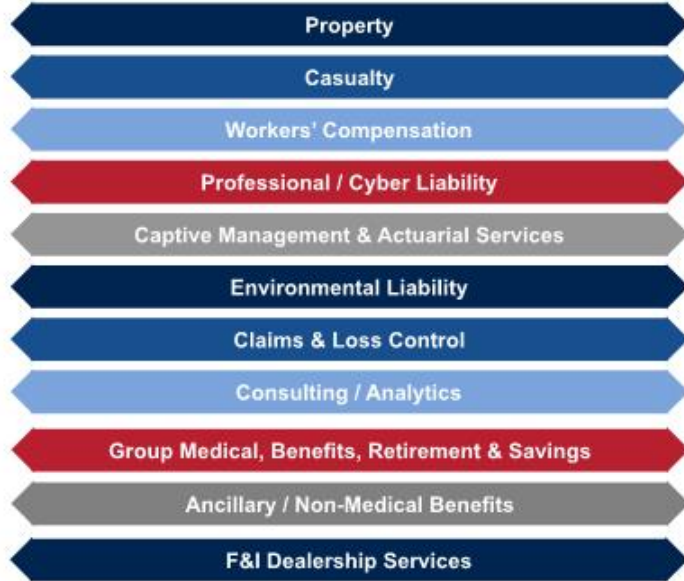 Property
Casualty
Workers’ Compensation
Professional / Cyber Liability
Captive Management & Actuarial Services
Environmental Liability
Claims & Loss Control
Consulting / Analytics
Group Medical, Benefits, Retirement & Savings
Ancillary / Non-Medical Benefits
F&I Dealership Services